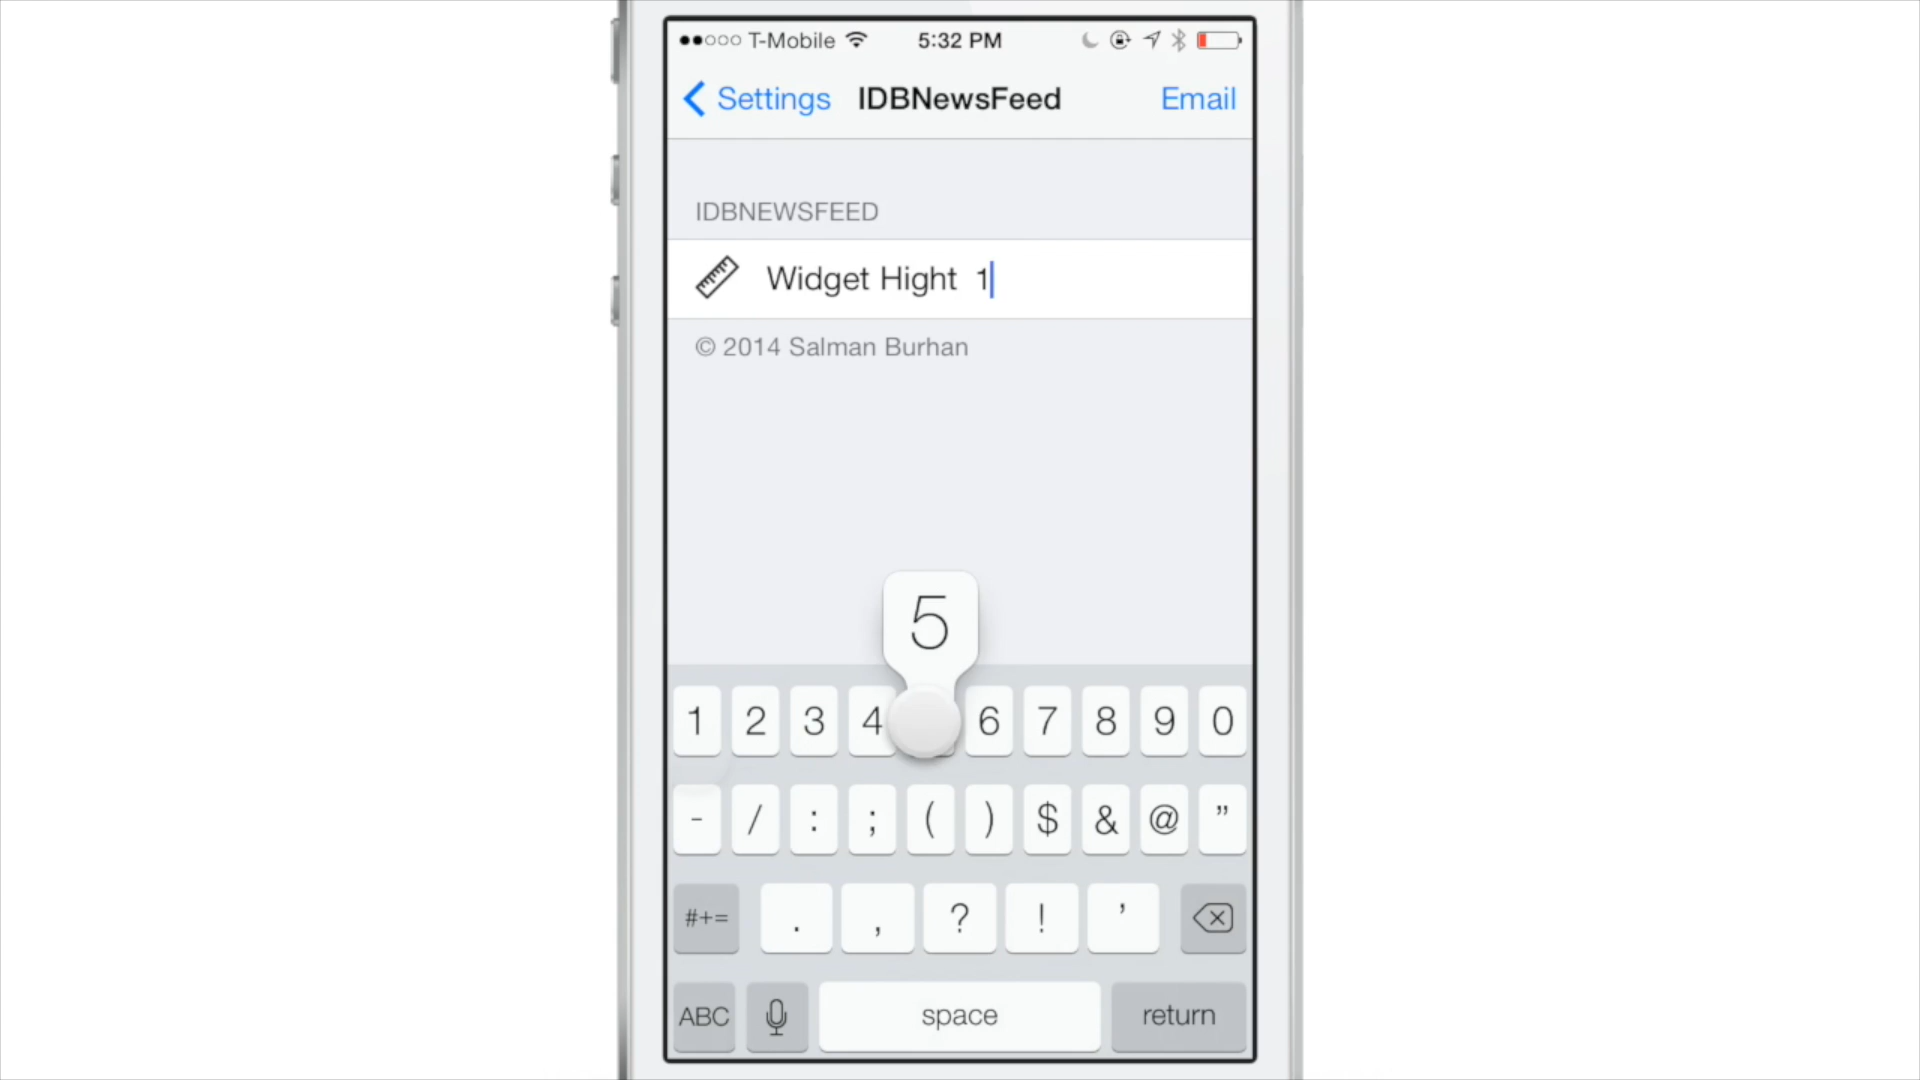 T-Mobile 5:32 PM
Settings IDBNewsFeed Email
IDBNEWSFEED
Widget Hight 1
© 2014 Salman Burhan
5
1 2 3 4 6 7 8 9 0
- / : ; ( ) $ & @ ”
#+= . , ? ! ’
ABC space return